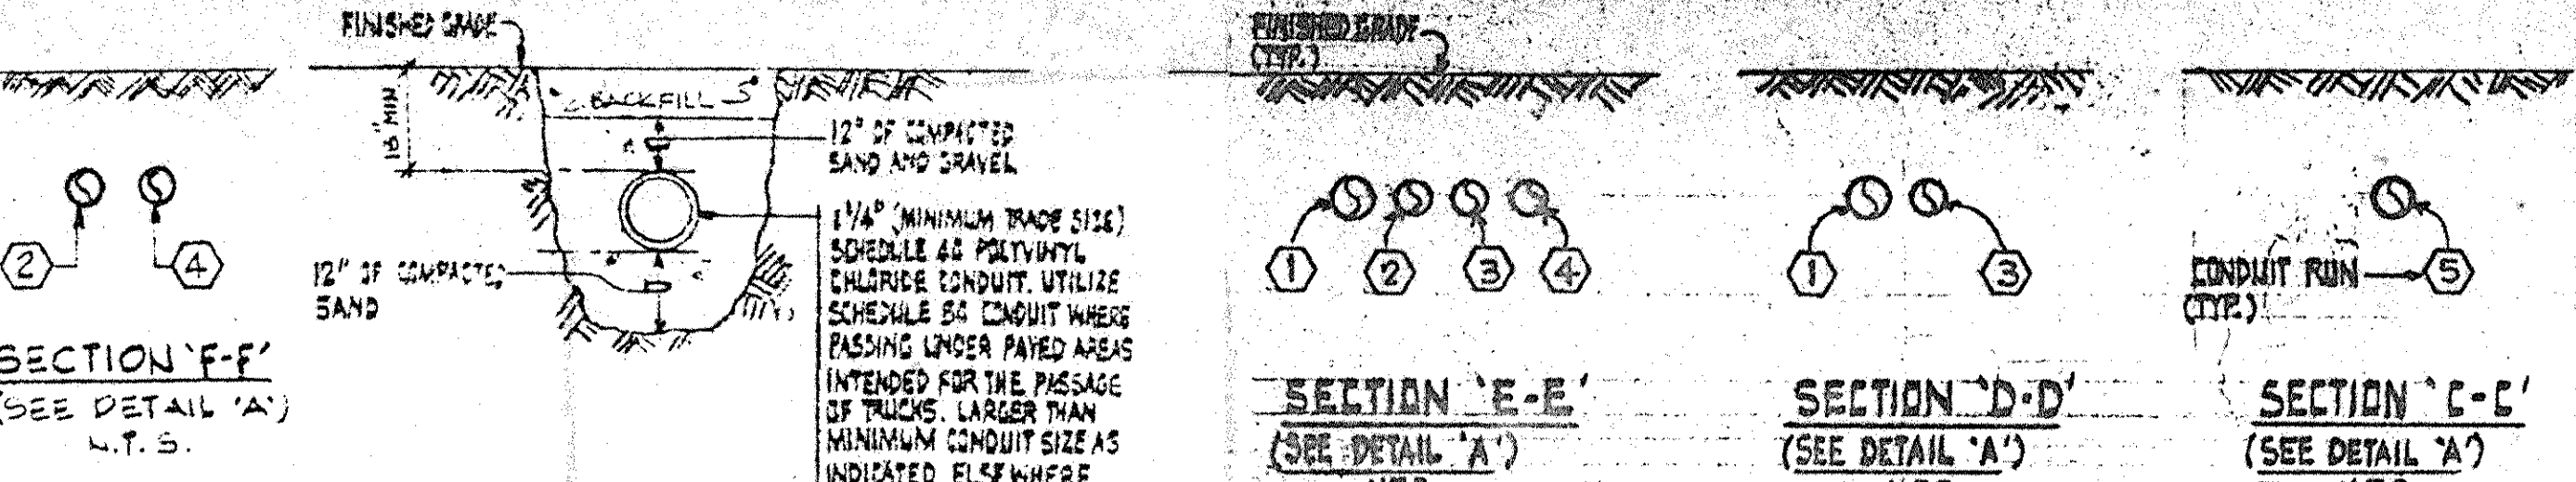 FINISHED GRADE
18" MIN
BACKFILL
12" OF COMPACTED
SAND AND GRAVEL
1 1/4" (MINIMUM TRADE SIZE)
SCHEDULE 40 POLYVINYL
CHLORIDE CONDUIT. UTILIZE
SCHEDULE 80 CONDUIT WHERE
PASSING UNDER PAVED AREAS
INTENDED FOR THE PASSAGE
OF TRUCKS. LARGER THAN
MINIMUM CONDUIT SIZE AS
INDICATED ELSEWHERE
12" OF COMPACTED
SAND
2
4
SECTION 'F-F'
(SEE DETAIL 'A')
N.T.S.
FINISHED GRADE
(TYP.)
1
2
3
4
SECTION 'E-E'
(SEE DETAIL 'A')
1
3
SECTION 'D-D'
(SEE DETAIL 'A')
CONDUIT RUN
(TYP.)
5
SECTION 'C-C'
(SEE DETAIL 'A')